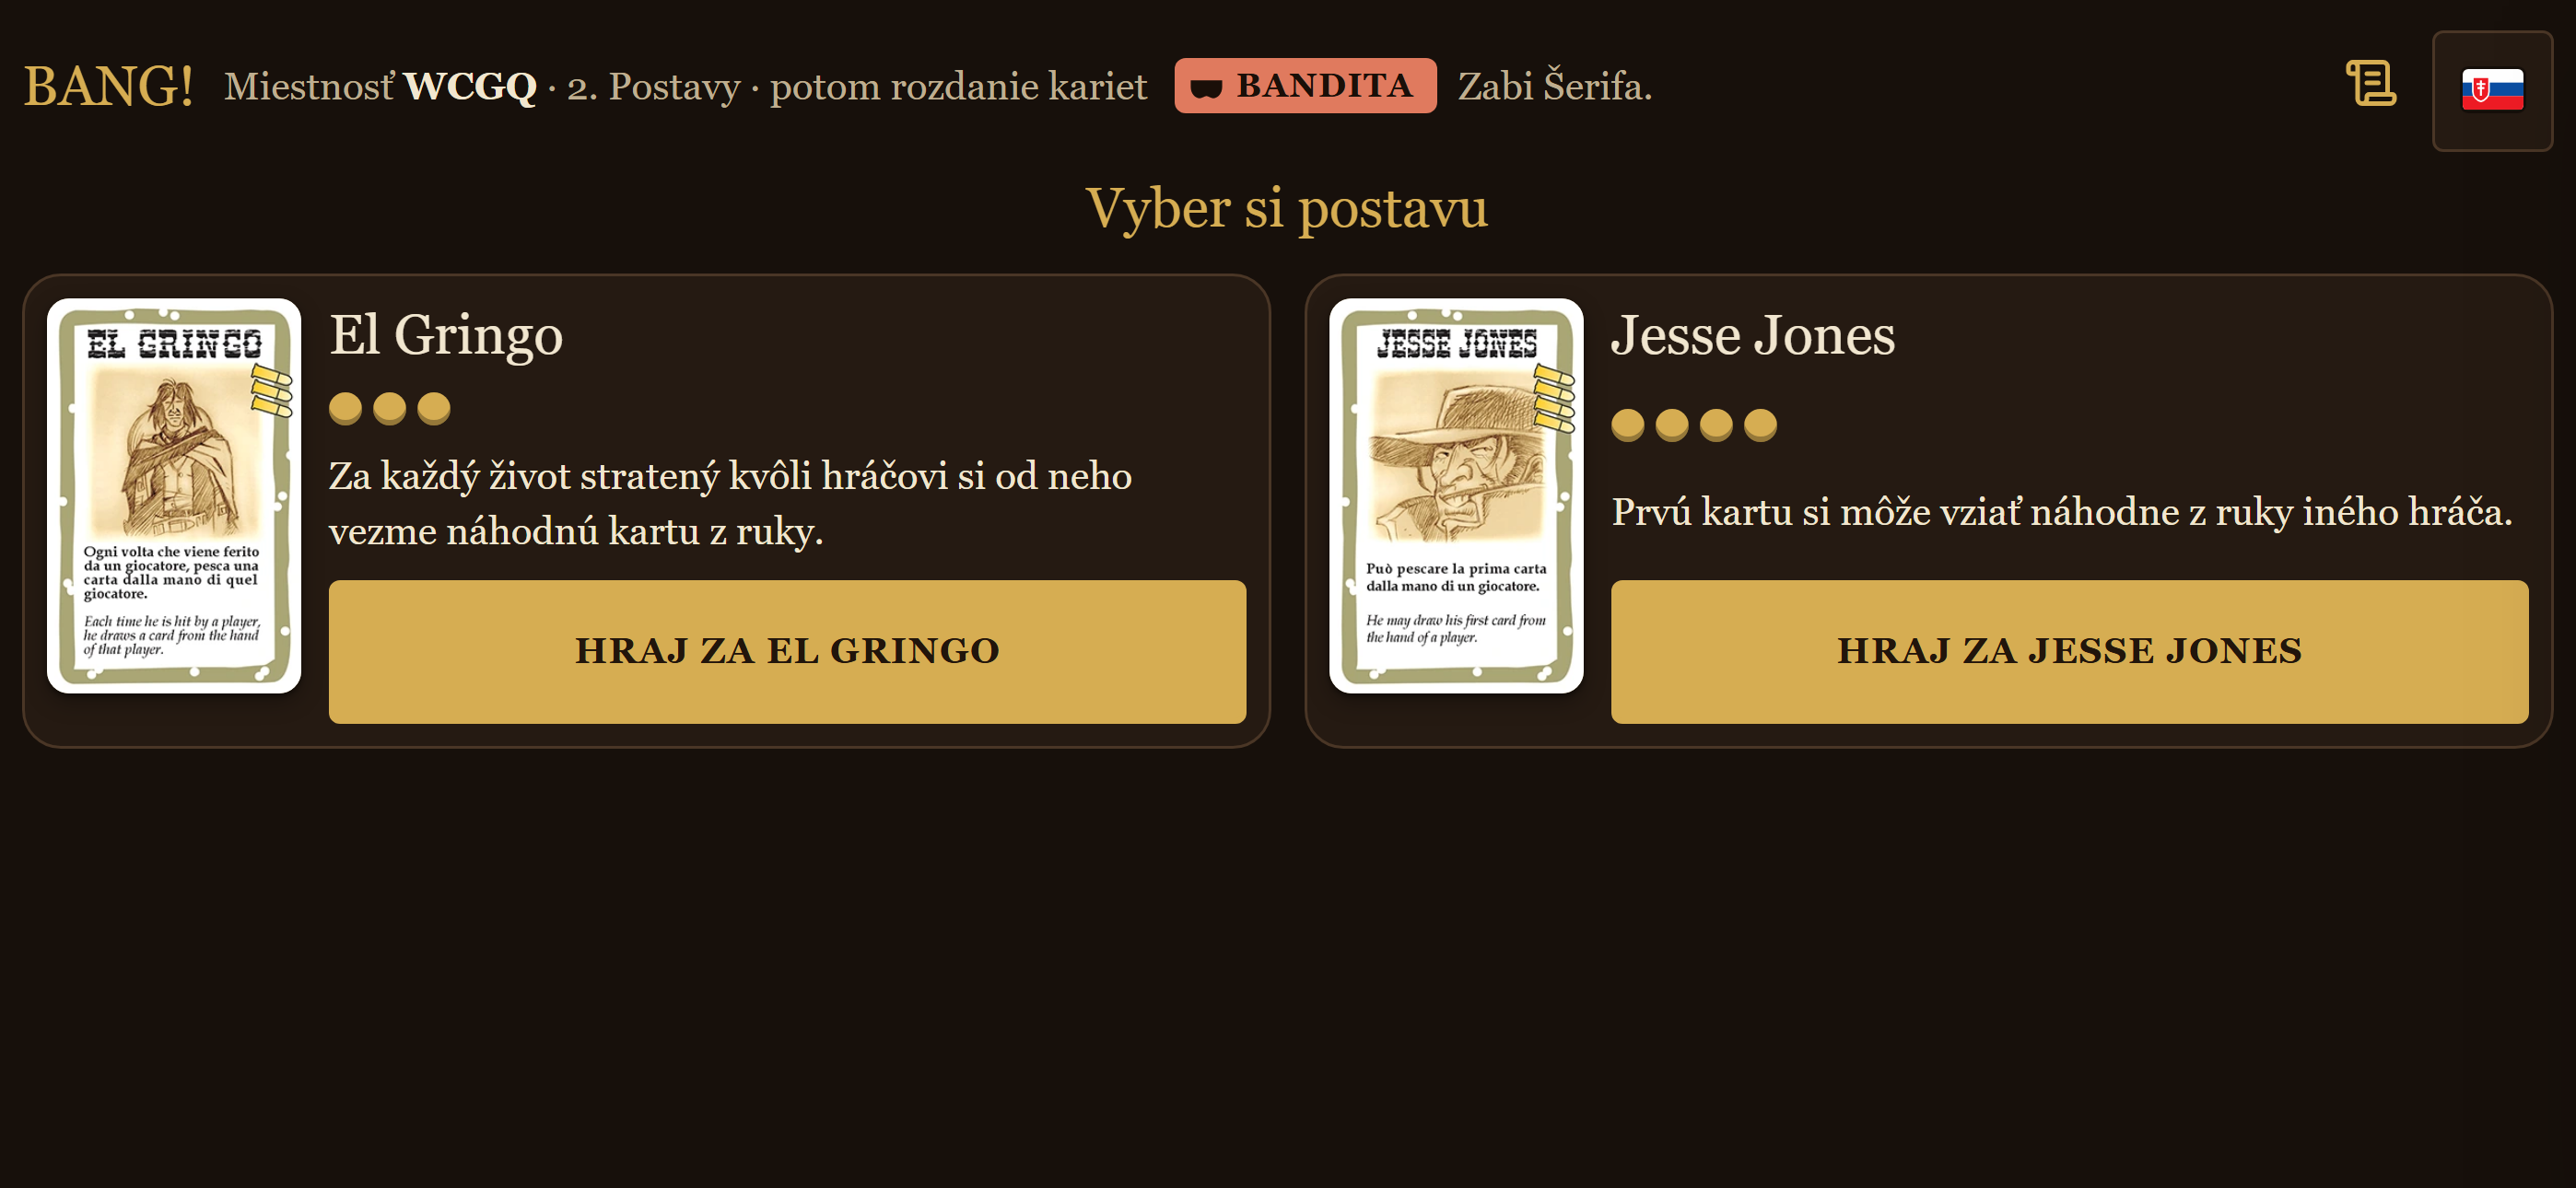 BANG! Miestnosť WCGQ · 2. Postavy · potom rozdanie kariet BANDITA Zabi Šerifa.
Vyber si postavu
EL GRINGO
Ogni volta che viene ferito
da un giocatore, pesca una
carta dalla mano di quel
giocatore.
Each time he is hit by a player,
he draws a card from the hand
of that player.
El Gringo
Za každý život stratený kvôli hráčovi si od neho
vezme náhodnú kartu z ruky.
HRAJ ZA EL GRINGO
JESSE JONES
Può pescare la prima carta
dalla mano di un giocatore.
He may draw his first card from
the hand of a player.
Jesse Jones
Prvú kartu si môže vziať náhodne z ruky iného hráča.
HRAJ ZA JESSE JONES